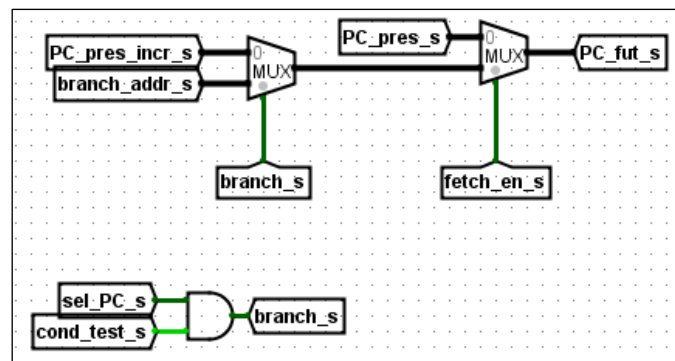 PC_pres_s
0
PC_pres_incr_s
0
PC_fut_s
MUX
MUX
branch_addr_s
branch_s
fetch_en_s
sel_PC_s
branch_s
cond_test_s